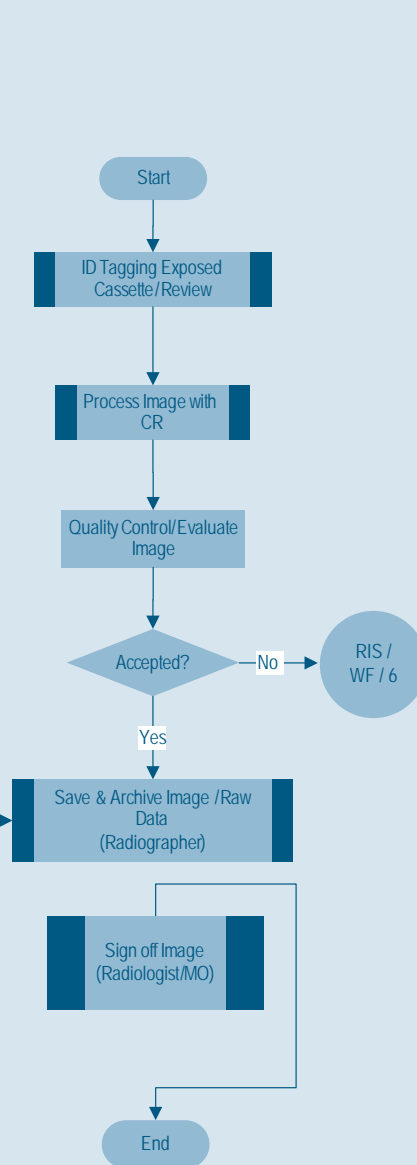 Start
ID Tagging Exposed
Cassette/Review
Process Image with
CR
Quality Control/Evaluate
Image
Accepted?
No
RIS /
WF / 6
Yes
Save & Archive Image /Raw
Data
(Radiographer)
Sign off Image
(Radiologist/MO)
End